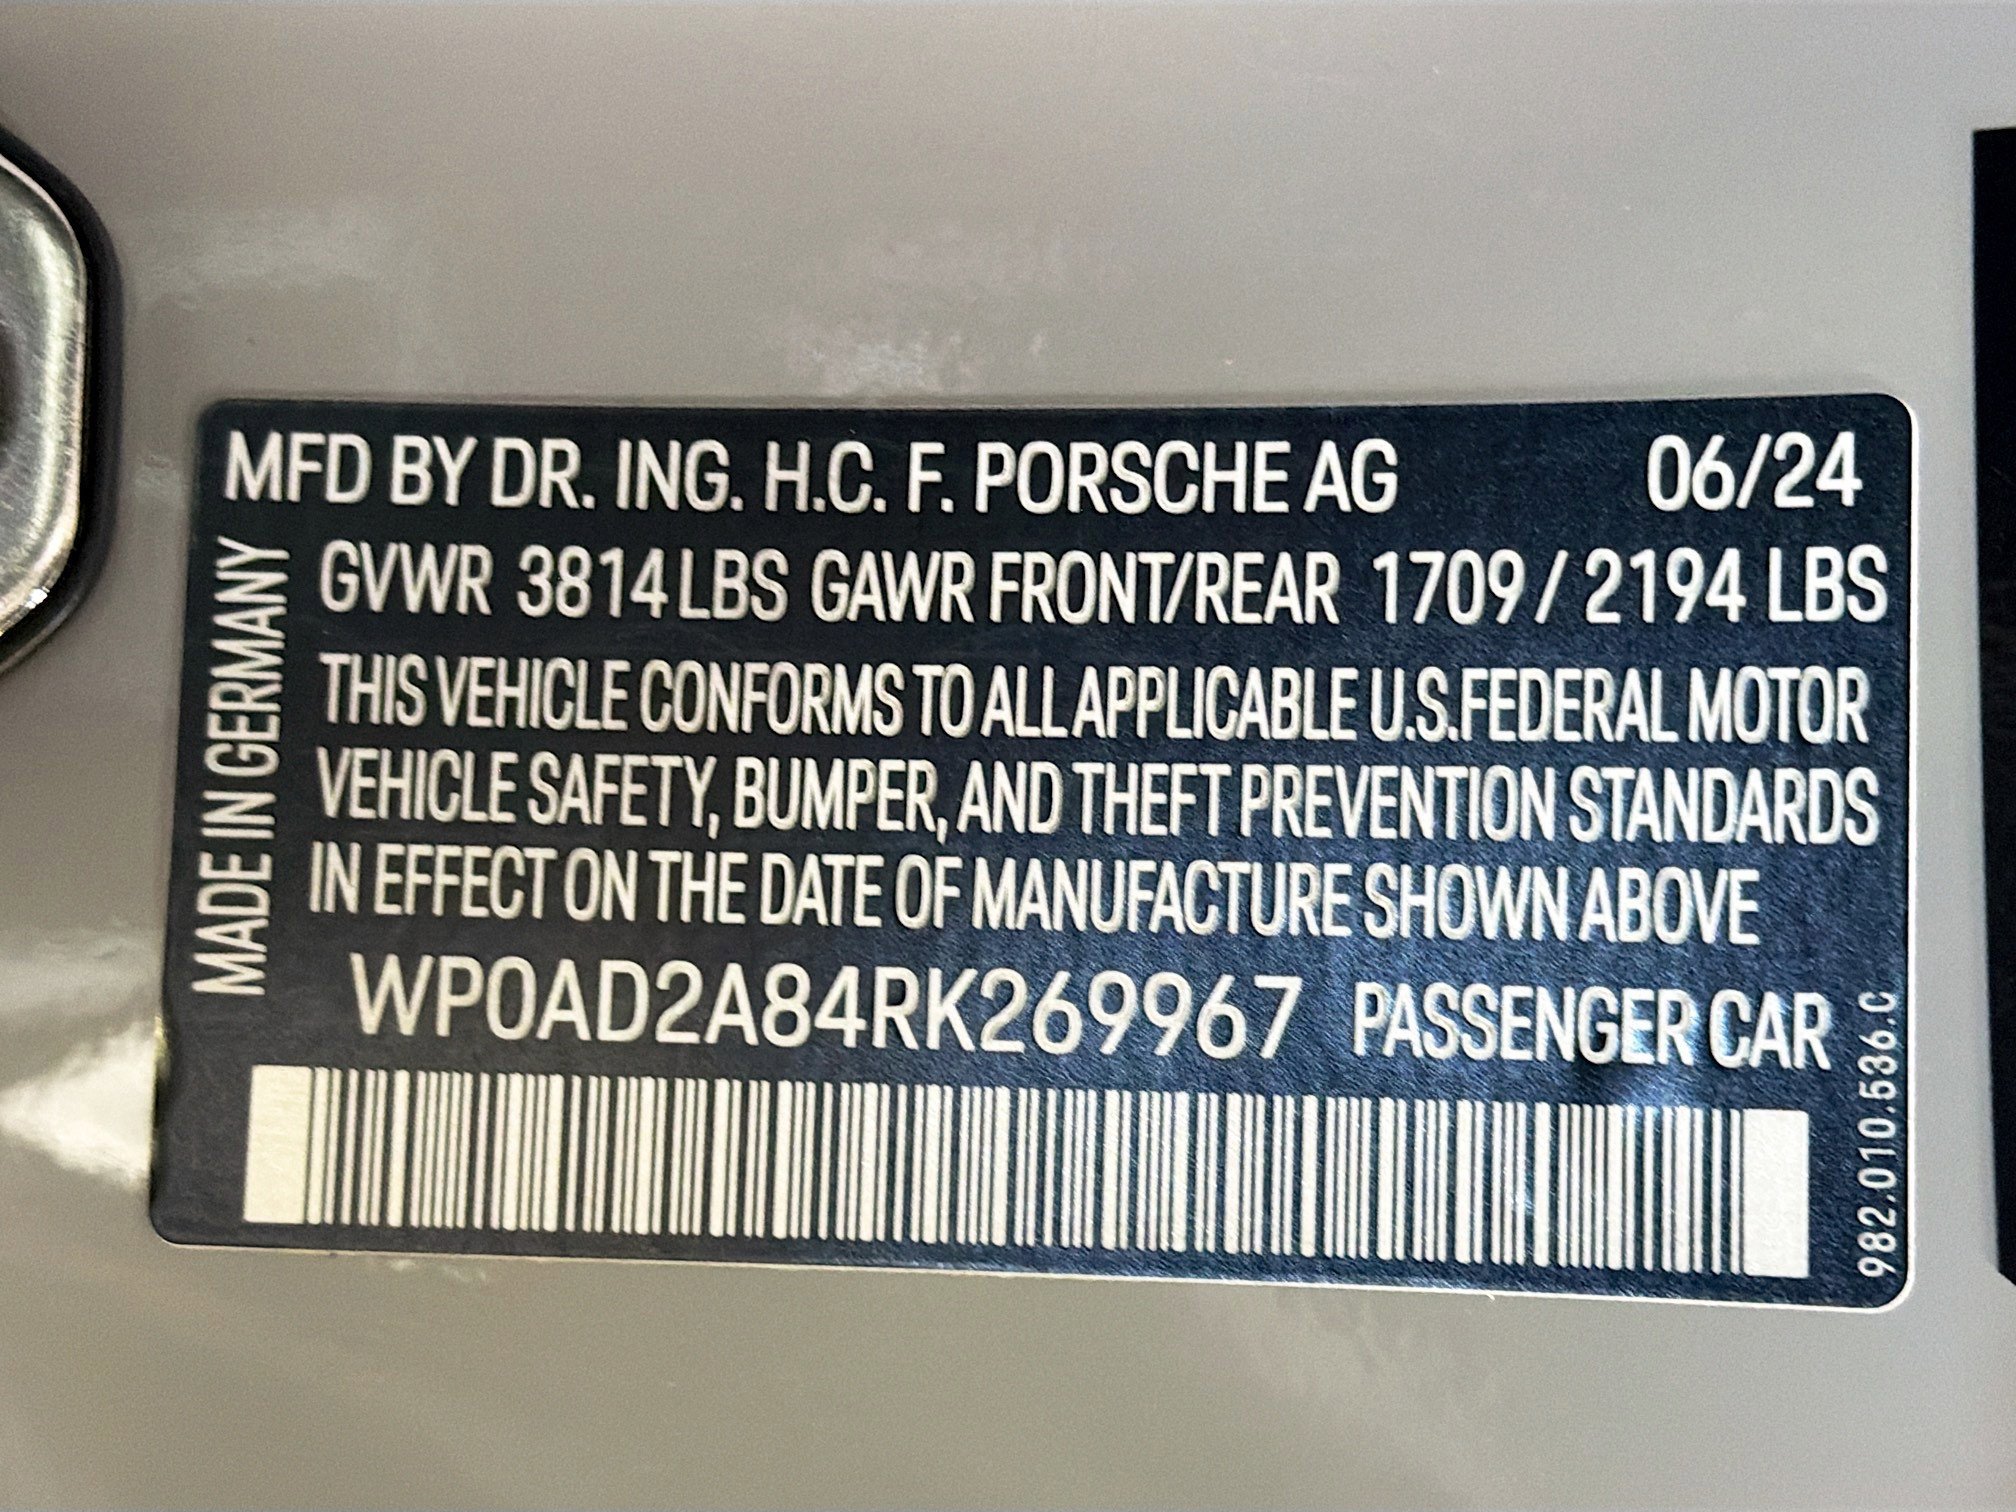 MFD BY DR. ING. H.C. F. PORSCHE AG 06/24
GVWR 3814 LBS GAWR FRONT/REAR 1709 / 2194 LBS
THIS VEHICLE CONFORMS TO ALL APPLICABLE U.S.FEDERAL MOTOR
VEHICLE SAFETY, BUMPER, AND THEFT PREVENTION STANDARDS
IN EFFECT ON THE DATE OF MANUFACTURE SHOWN ABOVE
WP0AD2A84RK269967 PASSENGER CAR
MADE IN GERMANY
982.010.536.C